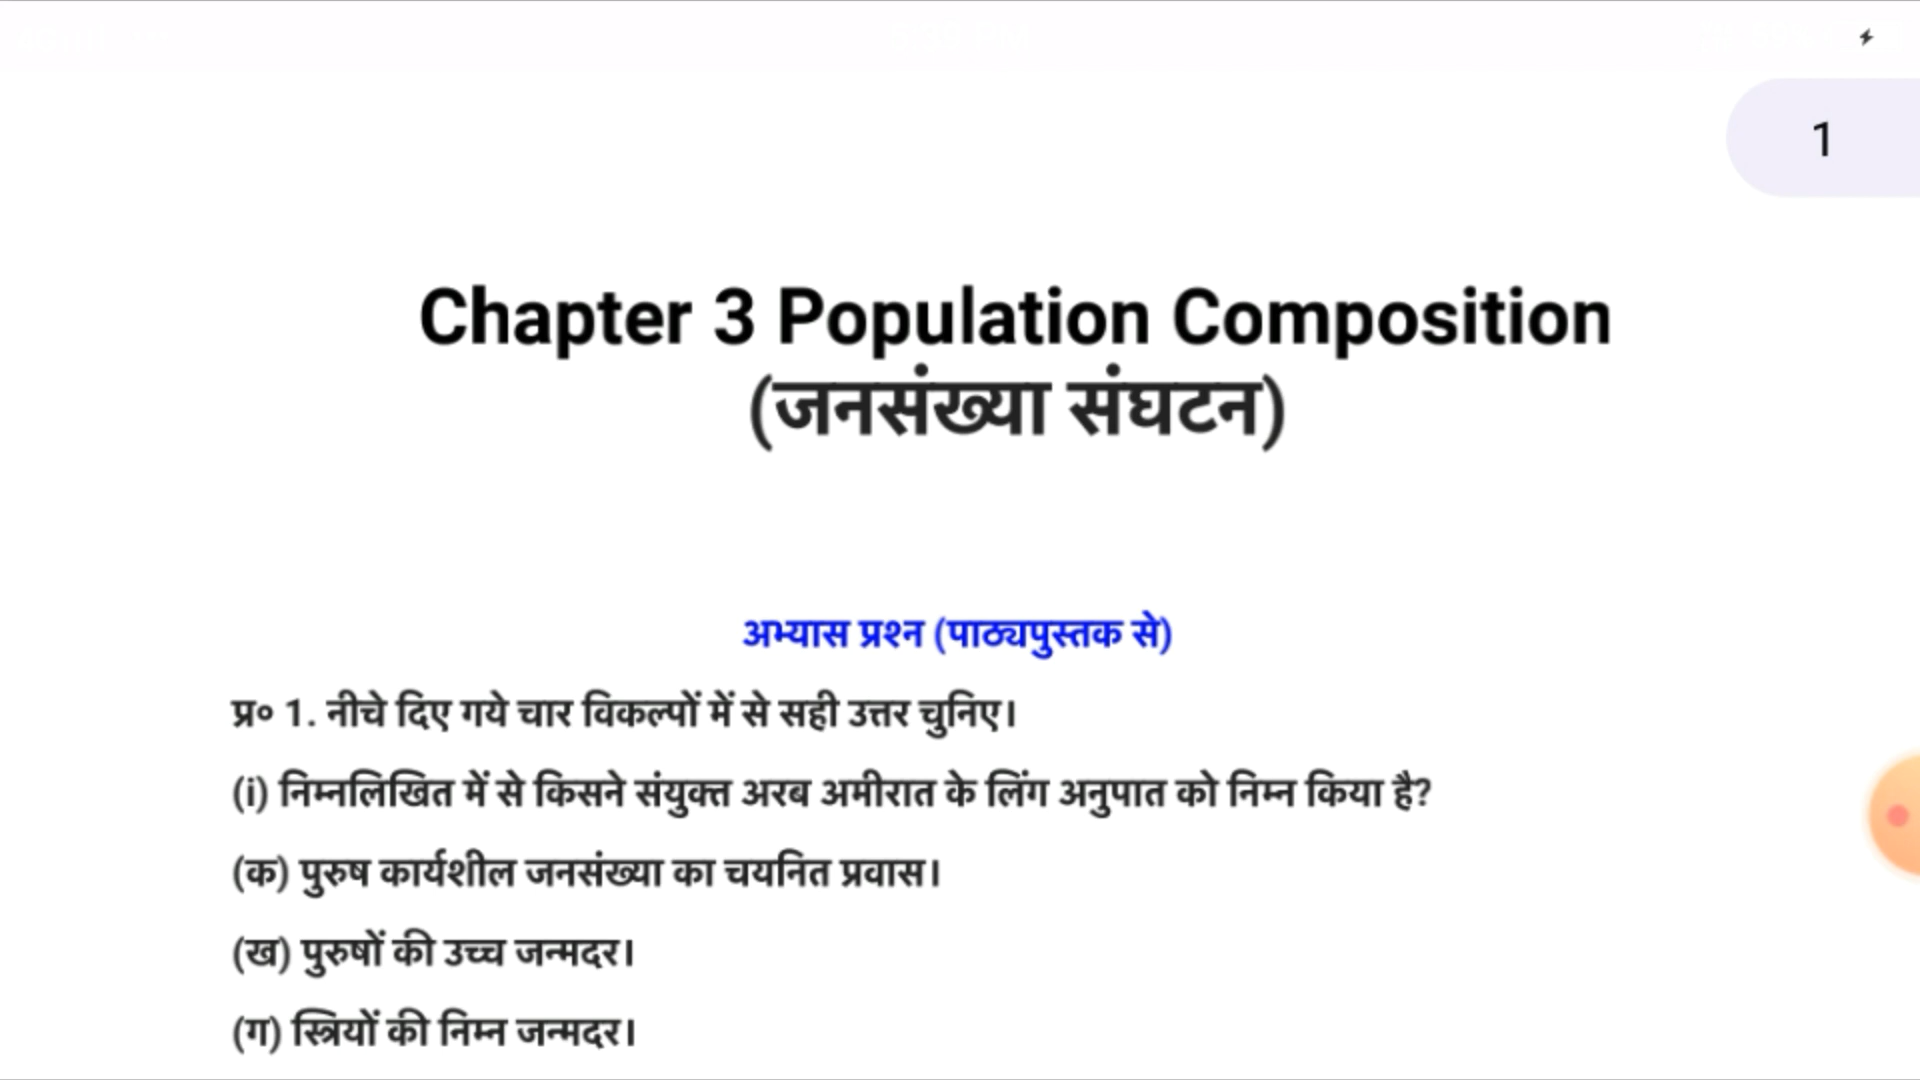 1
Chapter 3 Population Composition
(जनसंख्या संघटन)
अभ्यास प्रश्न (पाठ्यपुस्तक से)
प्र० 1. नीचे दिए गये चार विकल्पों में से सही उत्तर चुनिए।
(i) निम्नलिखित में से किसने संयुक्त अरब अमीरात के लिंग अनुपात को निम्न किया है?
(क) पुरुष कार्यशील जनसंख्या का चयनित प्रवास।
(ख) पुरुषों की उच्च जन्मदर।
(ग) स्त्रियों की निम्न जन्मदर।